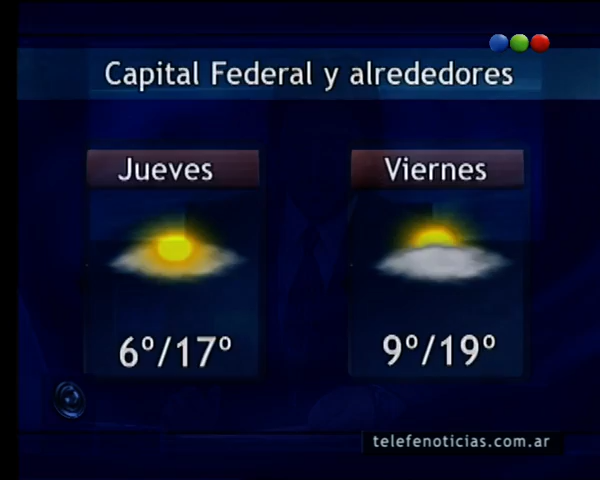 Capital Federal y alrededores
Jueves
Viernes
6º/17º
9º/19º
telefenoticias.com.ar